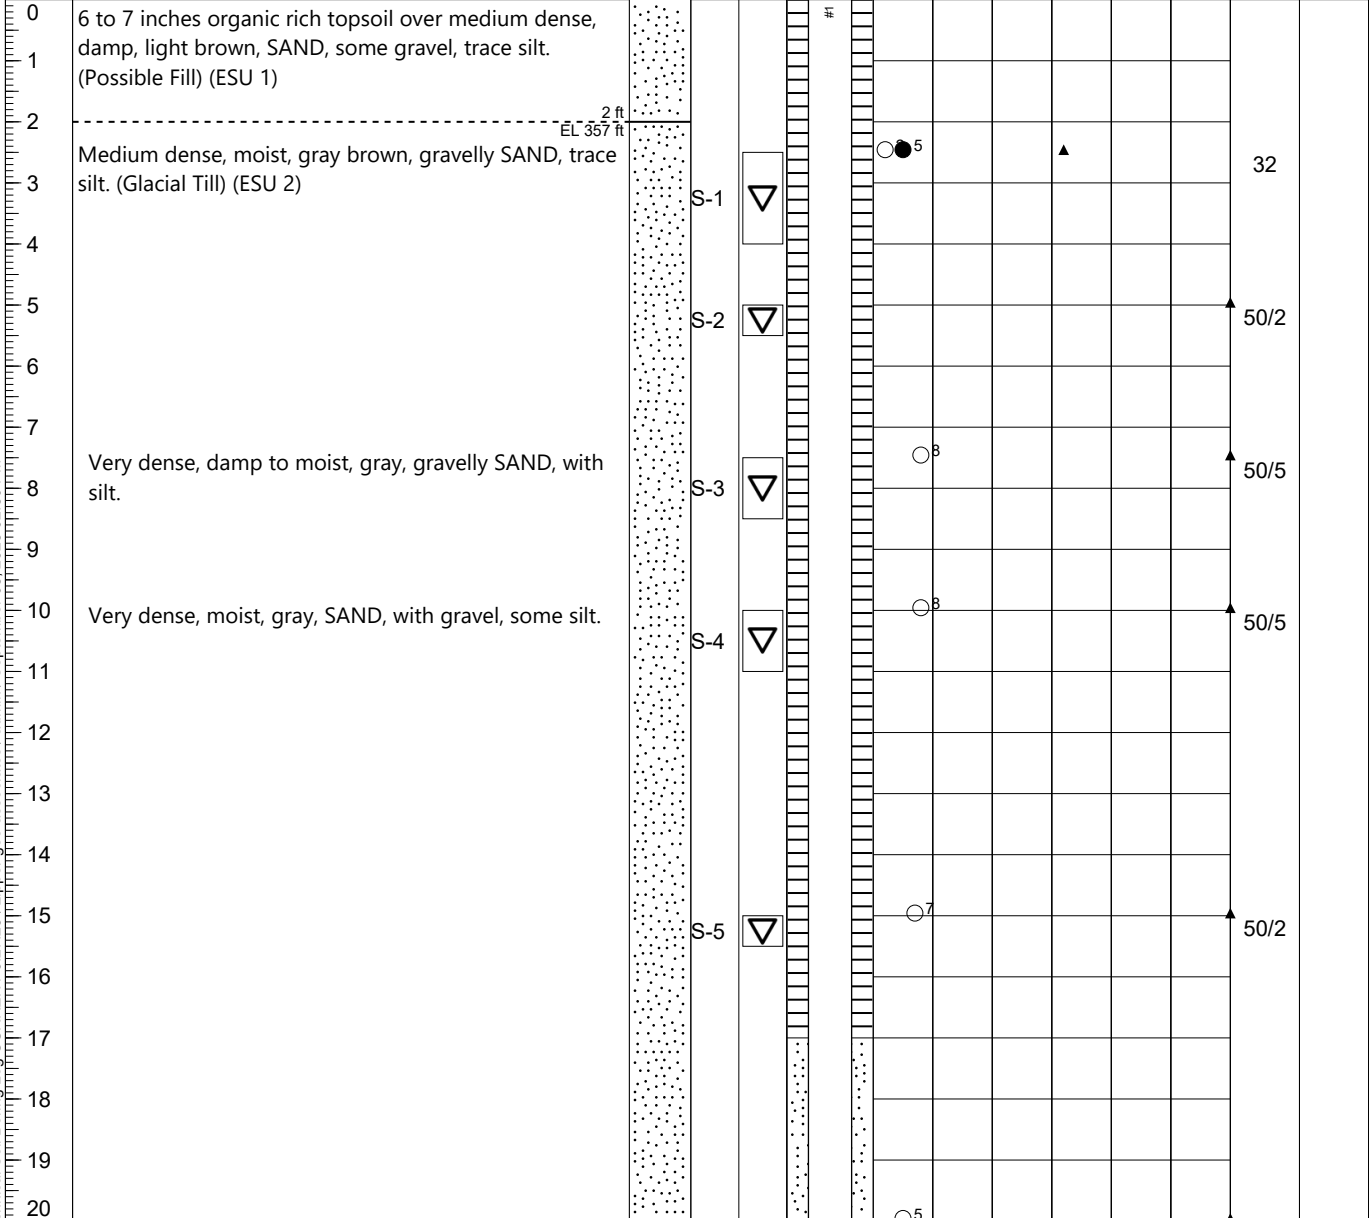 0
6 to 7 inches organic rich topsoil over medium dense,
damp, light brown, SAND, some gravel, trace silt.
(Possible Fill) (ESU 1)
#1
1
2
2 ft
EL 357 ft
Medium dense, moist, gray brown, gravelly SAND, trace
silt. (Glacial Till) (ESU 2)
5
32
3
S-1
4
5
S-2
50/2
6
7
Very dense, damp to moist, gray, gravelly SAND, with
silt.
8
50/5
8
S-3
9
10
Very dense, moist, gray, SAND, with gravel, some silt.
8
50/5
S-4
11
12
13
14
15
7
S-5
50/2
16
17
18
19
20
5